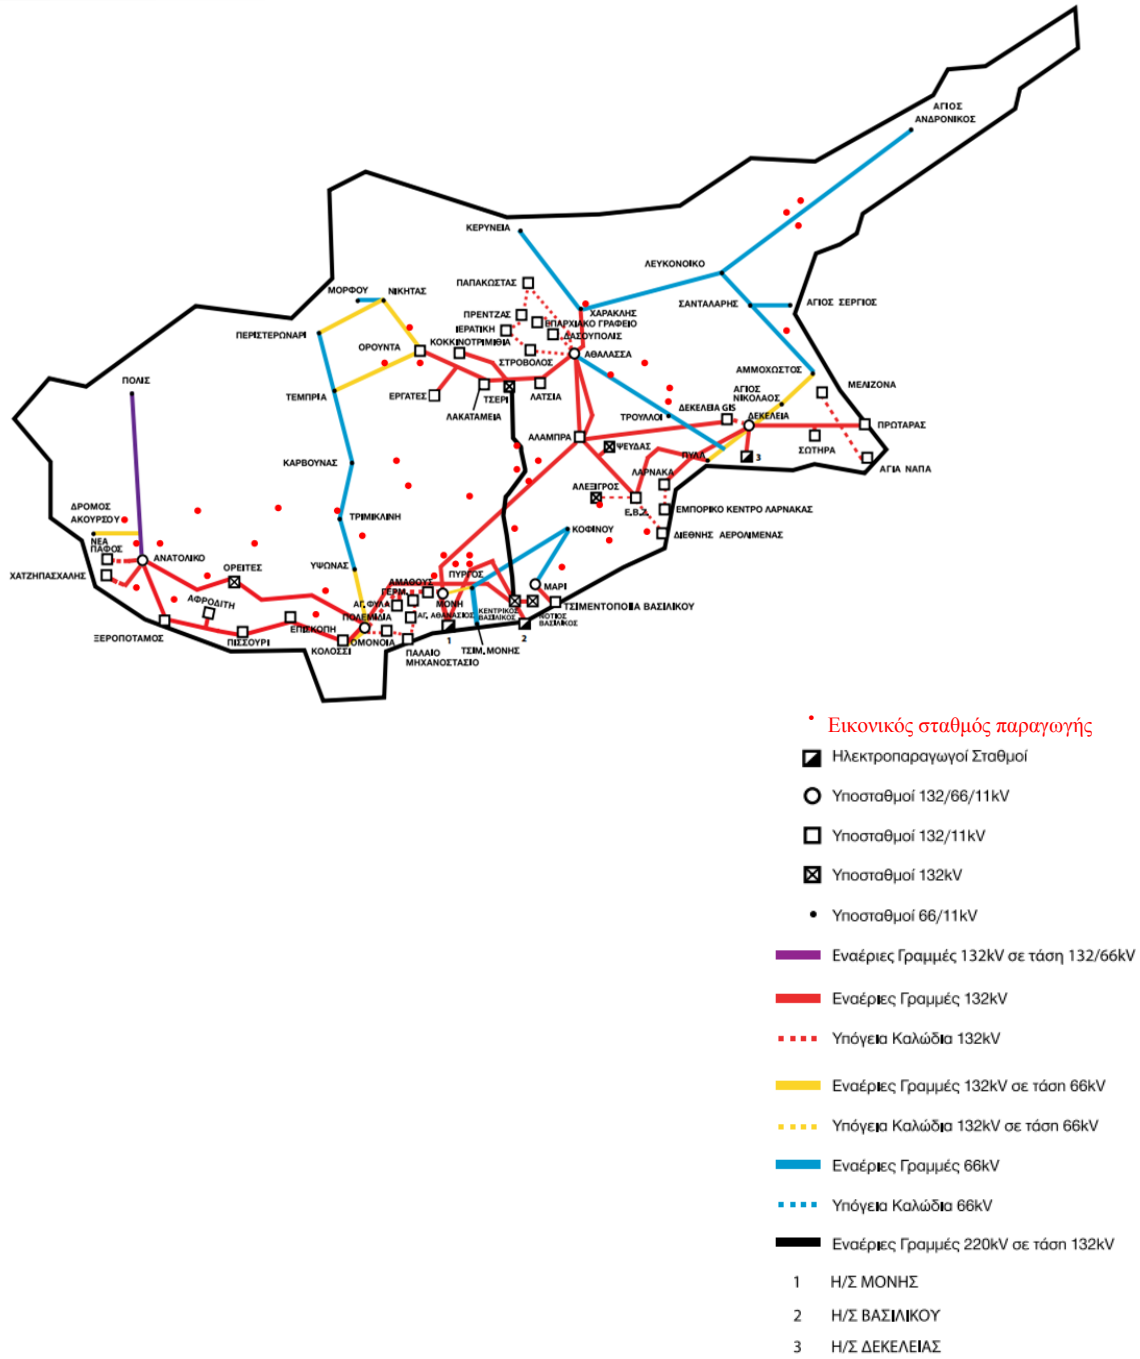 ΑΓΙΟΣ
ΑΝΔΡΟΝΙΚΟΣ
ΚΕΡΥΝΕΙΑ
ΛΕΥΚΟΝΟΙΚΟ
ΠΑΠΑΚΩΣΤΑΣ
ΜΟΡΦΟΥ
ΝΙΚΗΤΑΣ
ΣΑΝΤΑΛΑΡΗΣ
ΑΓΙΟΣ ΣΕΡΓΙΟΣ
ΠΡΕΝΤΖΑΣ
ΧΑΡΑΚΛΗΣ
ΕΠΑΡΧΙΑΚΟ ΓΡΑΦΕΙΟ
ΙΕΡΑΤΙΚΗ
ΠΕΡΙΣΤΕΡΩΝΑΡΙ
ΔΑΣΟΥΠΟΛΙΣ
ΚΟΚΚΙΝΟΤΡΙΜΙΘΙΑ
ΟΡΟΥΝΤΑ
ΑΘΑΛΑΣΣΑ
ΣΤΡΟΒΟΛΟΣ
ΑΜΜΟΧΩΣΤΟΣ
ΠΟΛΙΣ
ΜΕΛΙΖΟΝΑ
ΑΓΙΟΣ
ΝΙΚΟΛΑΟΣ
ΤΕΜΠΡΙΑ
ΕΡΓΑΤΕΣ
ΤΣΕΡΙ
ΛΑΤΣΙΑ
ΛΑΚΑΤΑΜΕΙΑ
ΔΕΚΕΛΕΙΑ GIS
ΔΕΚΕΛΕΙΑ
ΤΡΟΥΛΛΟΙ
ΠΡΩΤΑΡΑΣ
ΑΛΑΜΠΡΑ
ΨΕΥΔΑΣ
ΣΩΤΗΡΑ
ΠΥΛΑ
3
ΚΑΡΒΟΥΝΑΣ
ΛΑΡΝΑΚΑ
ΑΓΙΑ ΝΑΠΑ
ΑΛΕΞΙΓΡΟΣ
ΔΡΟΜΟΣ
ΑΚΟΥΡΣΟΥ
Ε.Β.Ζ.
ΕΜΠΟΡΙΚΟ ΚΕΝΤΡΟ ΛΑΡΝΑΚΑΣ
ΤΡΙΜΙΚΛΙΝΗ
ΚΟΦΙΝΟΥ
ΔΙΕΘΝΗΣ ΑΕΡΟΛΙΜΕΝΑΣ
ΝΕΑ
ΠΑΦΟΣ
ΑΝΑΤΟΛΙΚΟ
ΟΡΕΙΤΕΣ
ΥΨΩΝΑΣ
ΧΑΤΖΗΠΑΣΧΑΛΗΣ
ΠΥΡΓΟΣ
ΑΜΑΘΟΥΣ
ΓΕΡΜ.
ΜΑΡΙ
ΑΦΡΟΔΙΤΗ
ΑΓ. ΦΥΛΑ
ΜΟΝΗ
ΤΣΙΜΕΝΤΟΠΟΙΙΑ ΒΑΣΙΛΙΚΟΥ
ΚΕΝΤΡΙΚΟΣ
ΒΑΣΙΛΙΚΟΣ
ΝΟΤΙΟΣ
ΒΑΣΙΛΙΚΟΣ
ΠΟΛΕΜΙΔΙΑ
ΑΓ. ΑΘΑΝΑΣΙΟΣ
ΞΕΡΟΠΟΤΑΜΟΣ
ΠΙΣΣΟΥΡΙ
ΕΠΙΣΚΟΠΗ
ΚΟΛΟΣΣΙ
ΟΜΟΝΟΙΑ
1
2
ΠΑΛΑΙΟ
ΜΗΧΑΝΟΣΤΑΣΙΟ
ΤΣΙΜ. ΜΟΝΗΣ
Εικονικός σταθμός παραγωγής
Ηλεκτροπαραγωγοί Σταθμοί
Υποσταθμοί 132/66/11kV
Υποσταθμοί 132/11kV
Υποσταθμοί 132kV
Υποσταθμοί 66/11kV
Εναέριες Γραμμές 132kV σε τάση 132/66kV
Εναέριες Γραμμές 132kV
Υπόγεια Καλώδια 132kV
Εναέριες Γραμμές 132kV σε τάση 66kV
Υπόγεια Καλώδια 132kV σε τάση 66kV
Εναέριες Γραμμές 66kV
Υπόγεια Καλώδια 66kV
Εναέριες Γραμμές 220kV σε τάση 132kV
1 Η/Σ ΜΟΝΗΣ
2 Η/Σ ΒΑΣΙΛΙΚΟΥ
3 Η/Σ ΔΕΚΕΛΕΙΑΣ